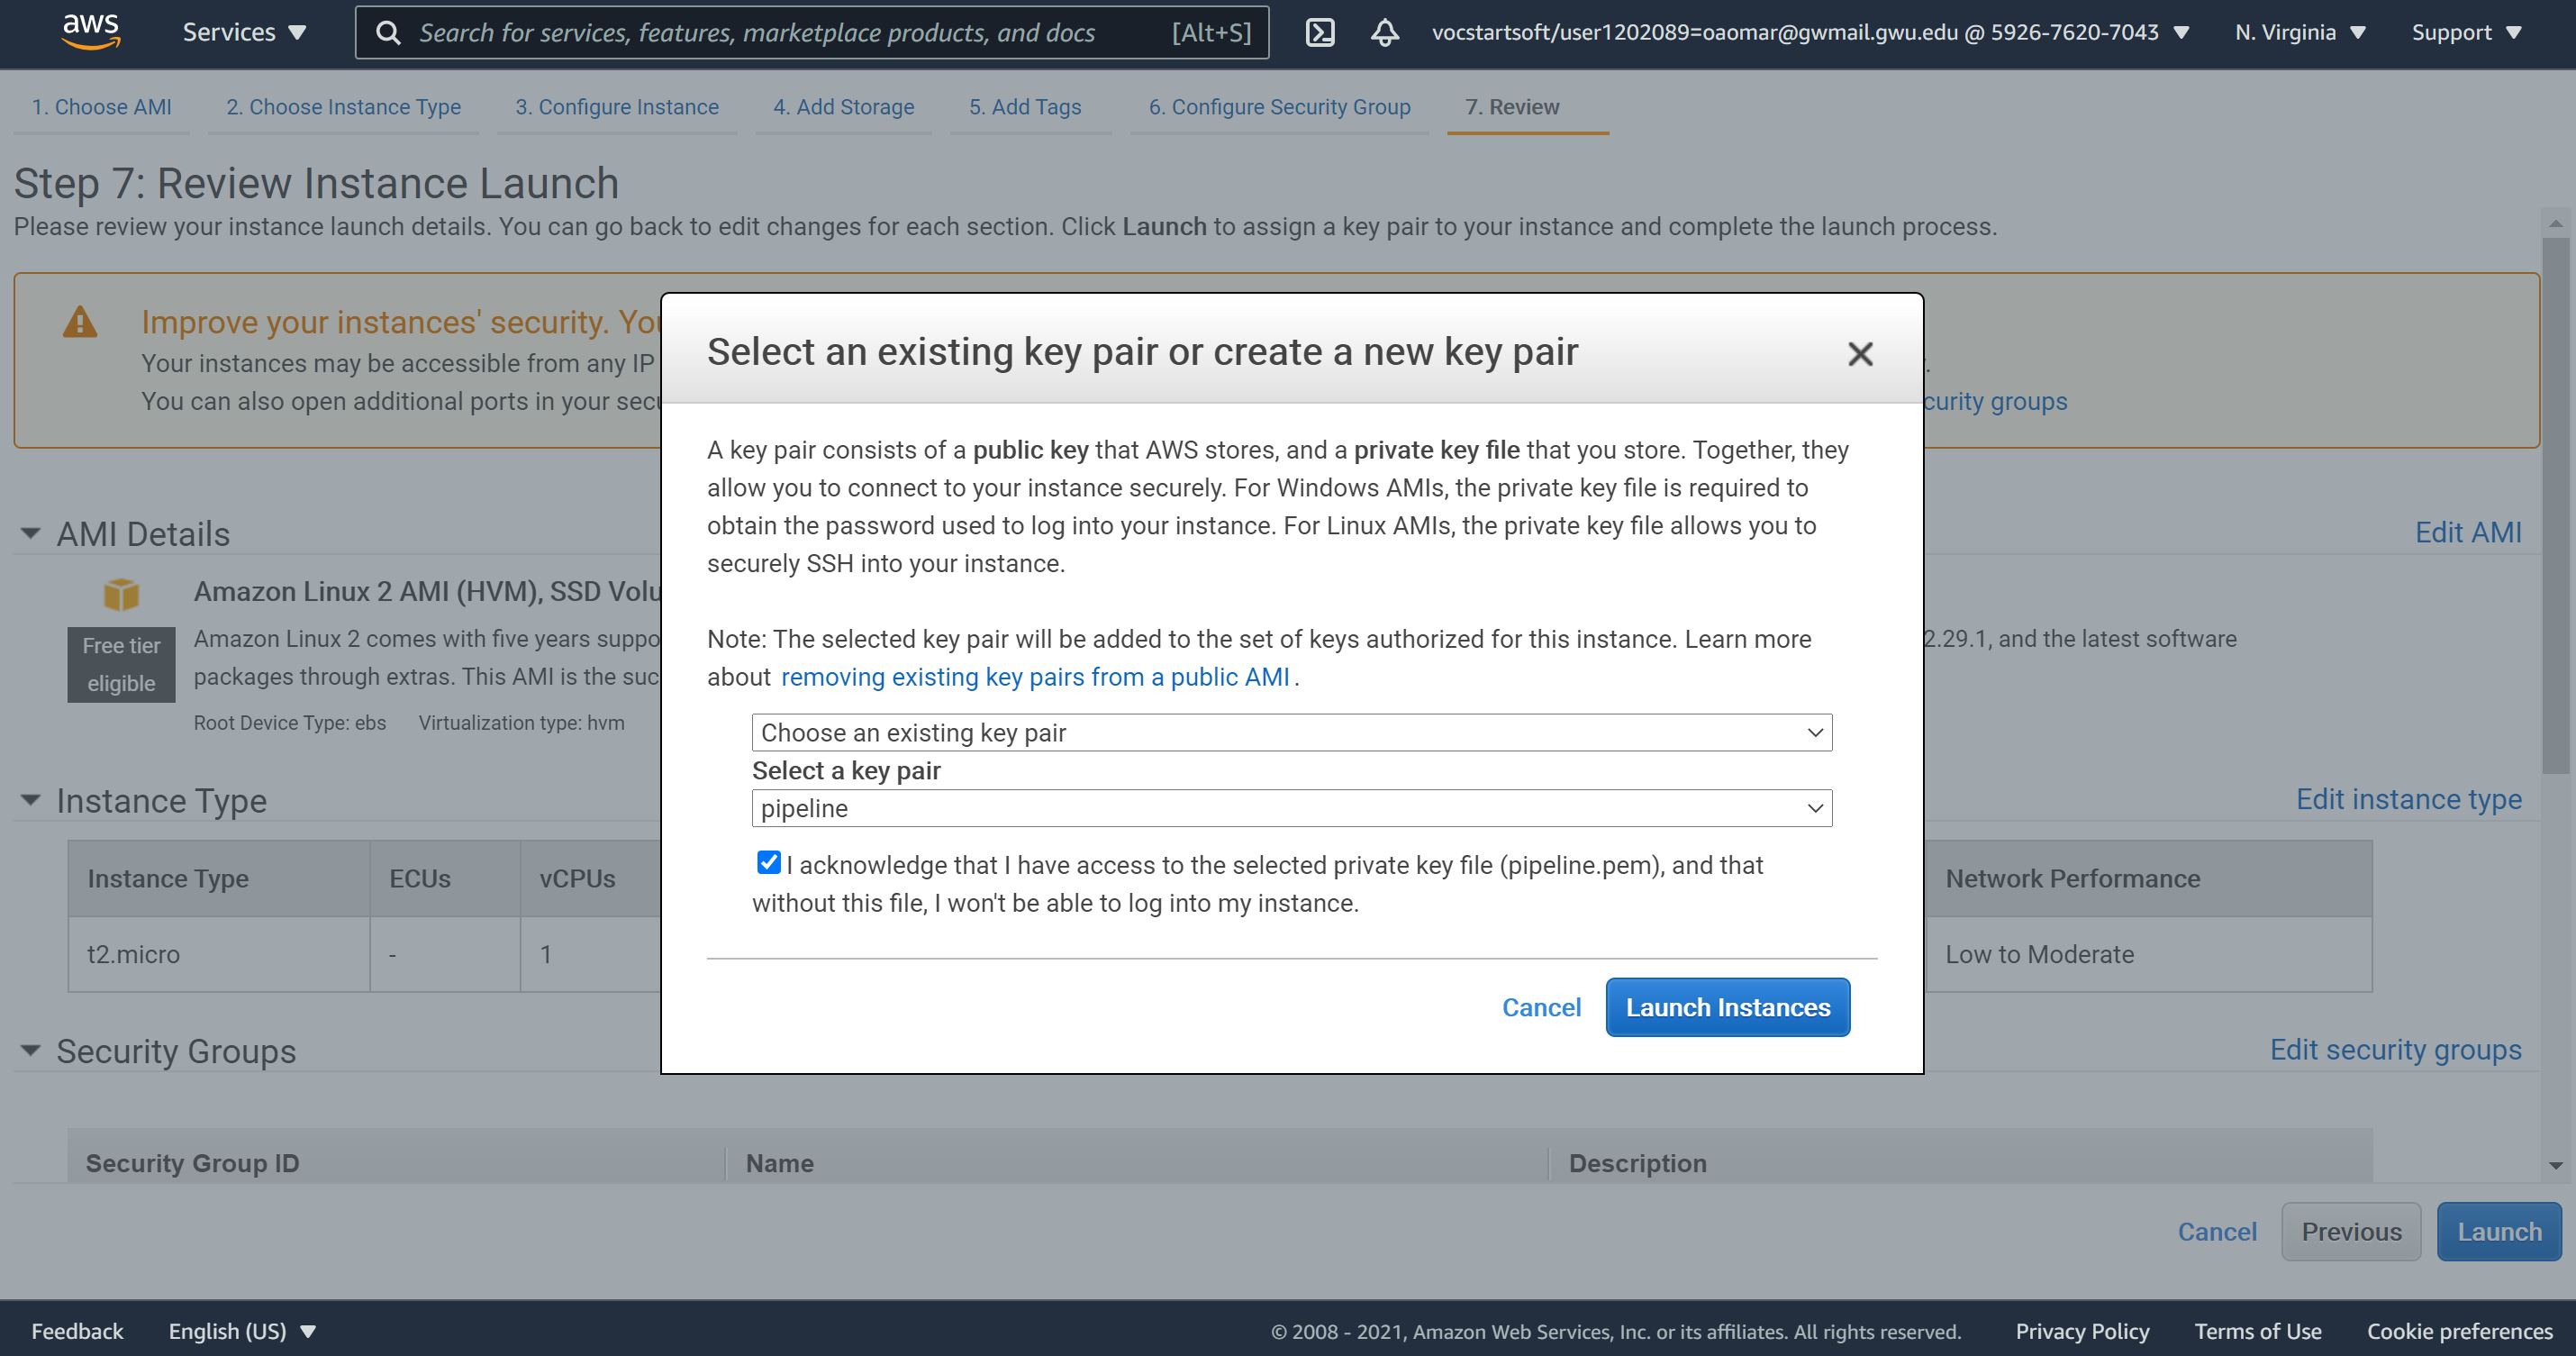 aws
Services
Search for services, features, marketplace products, and docs
[Alt+S]
vocstartsoft/user1202089=oaomar@gwmail.gwu.edu @ 5926-7620-7043
N. Virginia
Support
1. Choose AMI
2. Choose Instance Type
3. Configure Instance
4. Add Storage
5. Add Tags
6. Configure Security Group
7. Review
Step 7: Review Instance Launch
Please review your instance launch details. You can go back to edit changes for each section. Click Launch to assign a key pair to your instance and complete the launch process.
Improve your instances' security.
Your instances may be accessible from any IP
You can also open additional ports in your
groups
Select an existing key pair or create a new key pair
A key pair consists of a public key that AWS stores, and a private key file that you store. Together, they
allow you to connect to your instance securely. For Windows AMIs, the private key file is required to
obtain the password used to log into your instance. For Linux AMIs, the private key file allows you to
securely SSH into your instance.
Note: The selected key pair will be added to the set of keys authorized for this instance. Learn more
about removing existing key pairs from a public AMI.
Choose an existing key pair
Select a key pair
pipeline
I acknowledge that I have access to the selected private key file (pipeline.pem), and that
without this file, I won't be able to log into my instance.
Cancel
Launch Instances
AMI Details
Edit AMI
Amazon Linux 2 AMI (HVM), SSD
Free tier
eligible
Amazon Linux 2 comes with five years
2.29.1, and the latest software
packages through extras. This AMI is the
Root Device Type: ebs
Virtualization type: hvm
Instance Type
Edit instance type
Instance Type
ECUs
vCPUs
Network Performance
t2.micro
-
1
Low to Moderate
Security Groups
Edit security groups
Security Group ID
Name
Description
Cancel
Previous
Launch
Feedback
English (US)
© 2008 - 2021, Amazon Web Services, Inc. or its affiliates. All rights reserved.
Privacy Policy
Terms of Use
Cookie preferences